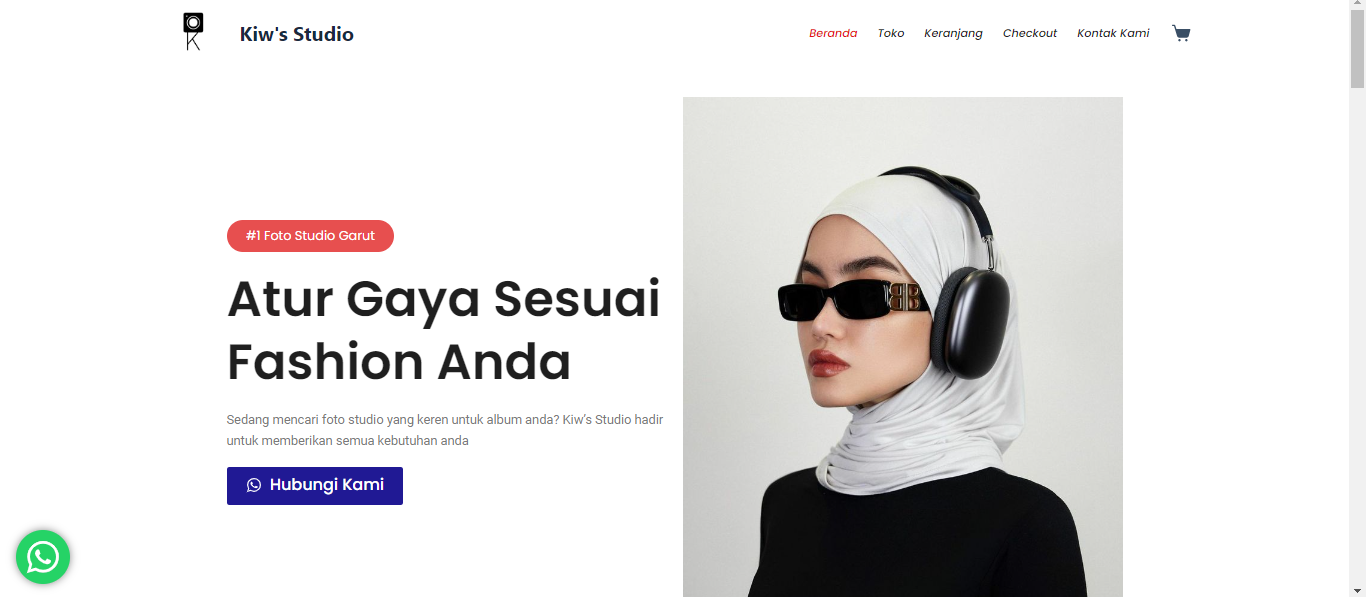 Kiw's Studio
Beranda Toko Keranjang Checkout Kontak Kami
#1 Foto Studio Garut
Atur Gaya Sesuai
Fashion Anda
Sedang mencari foto studio yang keren untuk album anda? Kiw's Studio hadir
untuk memberikan semua kebutuhan anda
Hubungi Kami